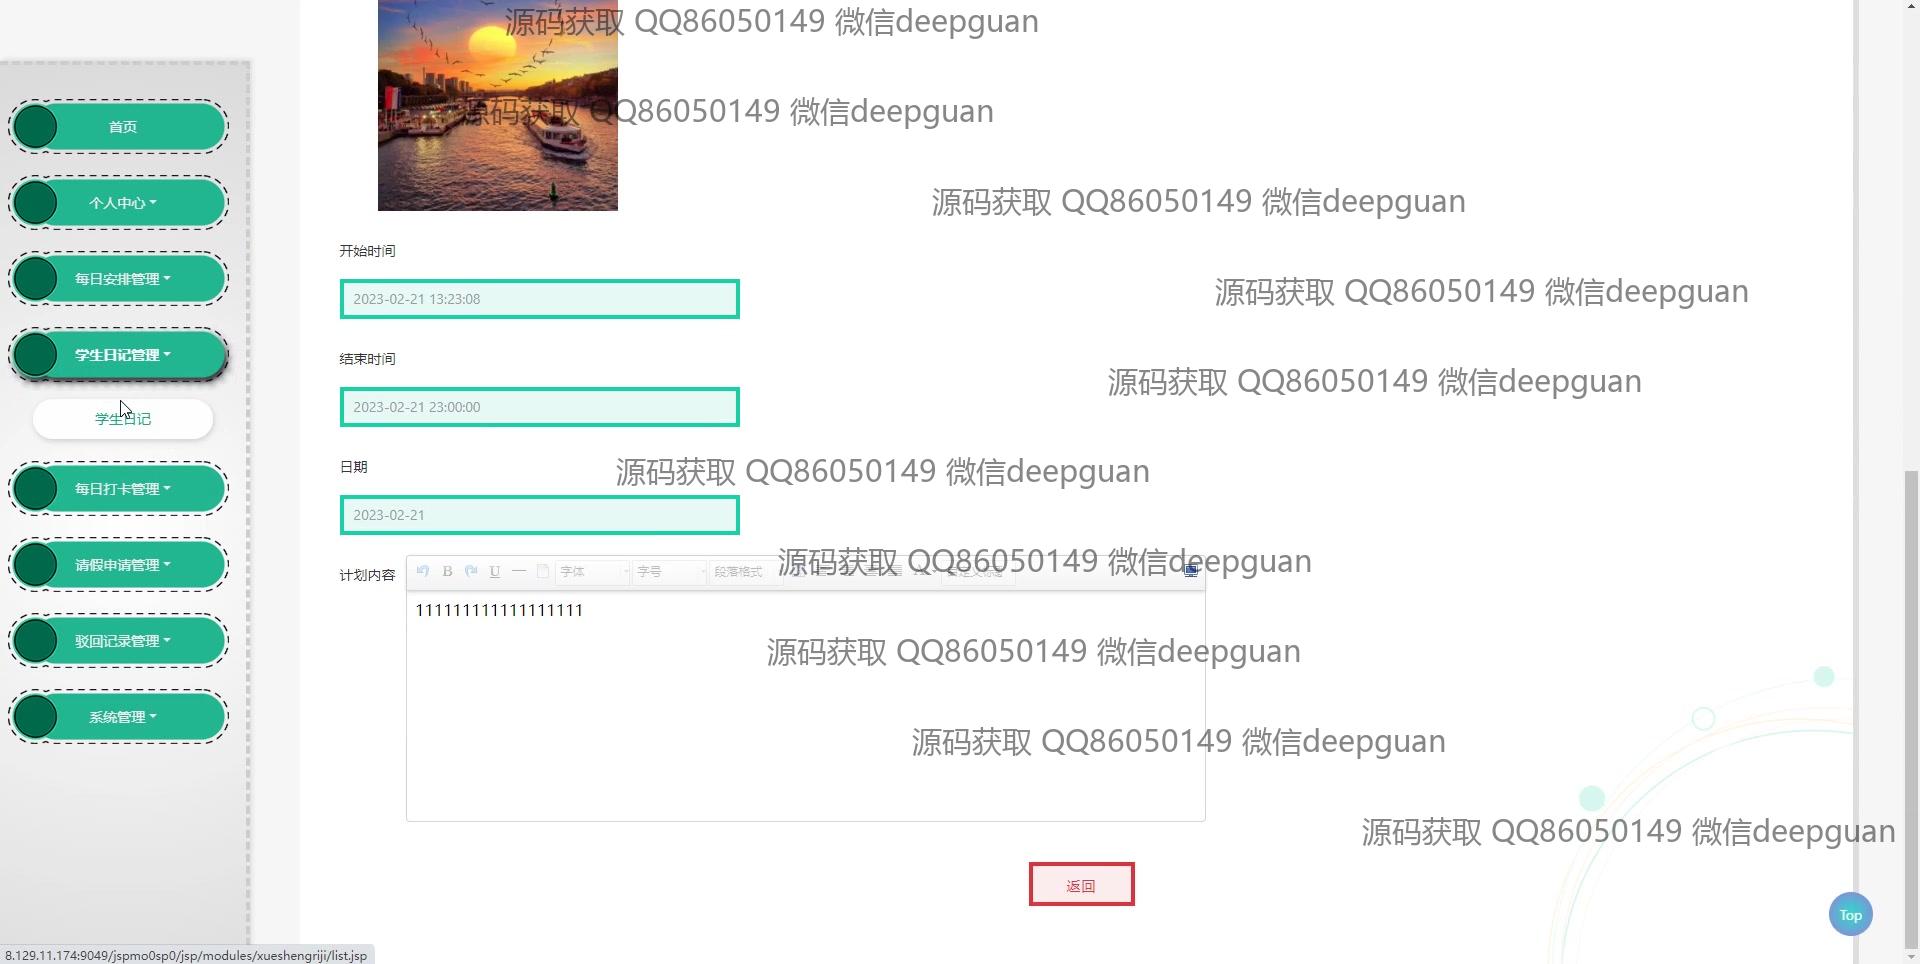 源码获取 QQ86050149 微信deepguan
源码获取 QQ86050149 微信deepguan
首页
个人中心
源码获取 QQ86050149 微信deepguan
开始时间
每日安排管理
2023-02-21 13:23:08
源码获取 QQ86050149 微信deepguan
学生日记管理
结束时间
源码获取 QQ86050149 微信deepguan
2023-02-21 23:00:00
学生日记
日期
源码获取 QQ86050149 微信deepguan
每日打卡管理
2023-02-21
请假申请管理
计划内容
B
U
字体
字号
段落格式
源码获取 QQ86050149 微信deepguan
111111111111111111
驳回记录管理
源码获取 QQ86050149 微信deepguan
系统管理
源码获取 QQ86050149 微信deepguan
源码获取 QQ86050149 微信deepguan
返回
Top
8.129.11.174:9049/jspmo0sp0/jsp/modules/xueshengriji/list.jsp